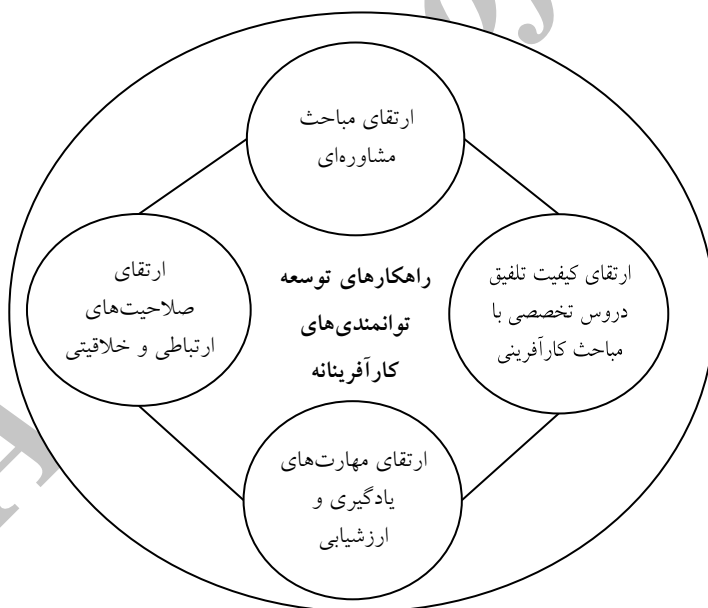 ارتقای مباحث
مشاوره‌ای
ارتقای کیفیت تلفیق
دروس تخصصی با
مباحث کارآفرینی
راهکارهای توسعه
توانمندی‌های
کارآفرینانه
ارتقای
صلاحیت‌های
ارتباطی و خلاقیتی
ارتقای مهارت‌های
یادگیری و
ارزشیابی